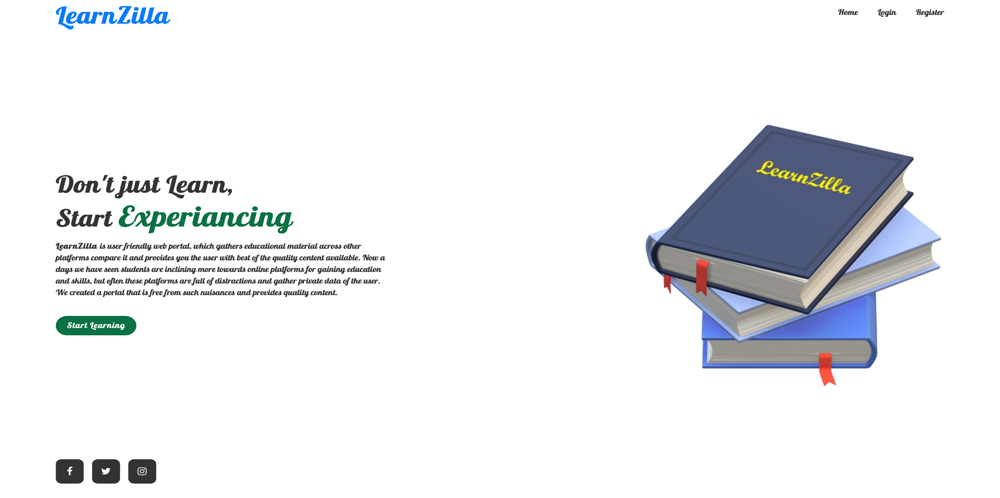 LearnZilla
Home Login Register
Don't just Learn,
Start Experiancing
LearnZilla is user friendly web portal, which gathers educational material across other
platforms compare it and provides you the user with best of the quality content available. Now a
days we have seen students are inclining more towards online platforms for gaining education
and skills, but often these platforms are full of distractions and gather private data of the user.
We created a portal that is free from such nuisances and provides quality content.
Start Learning
LearnZilla